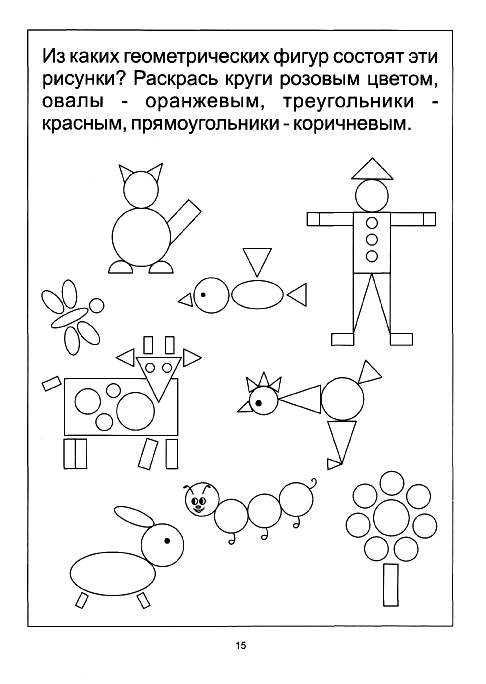 Из каких геометрических фигур состоят эти
рисунки? Раскрась круги розовым цветом,
овалы - оранжевым, треугольники -
красным, прямоугольники - коричневым.
15